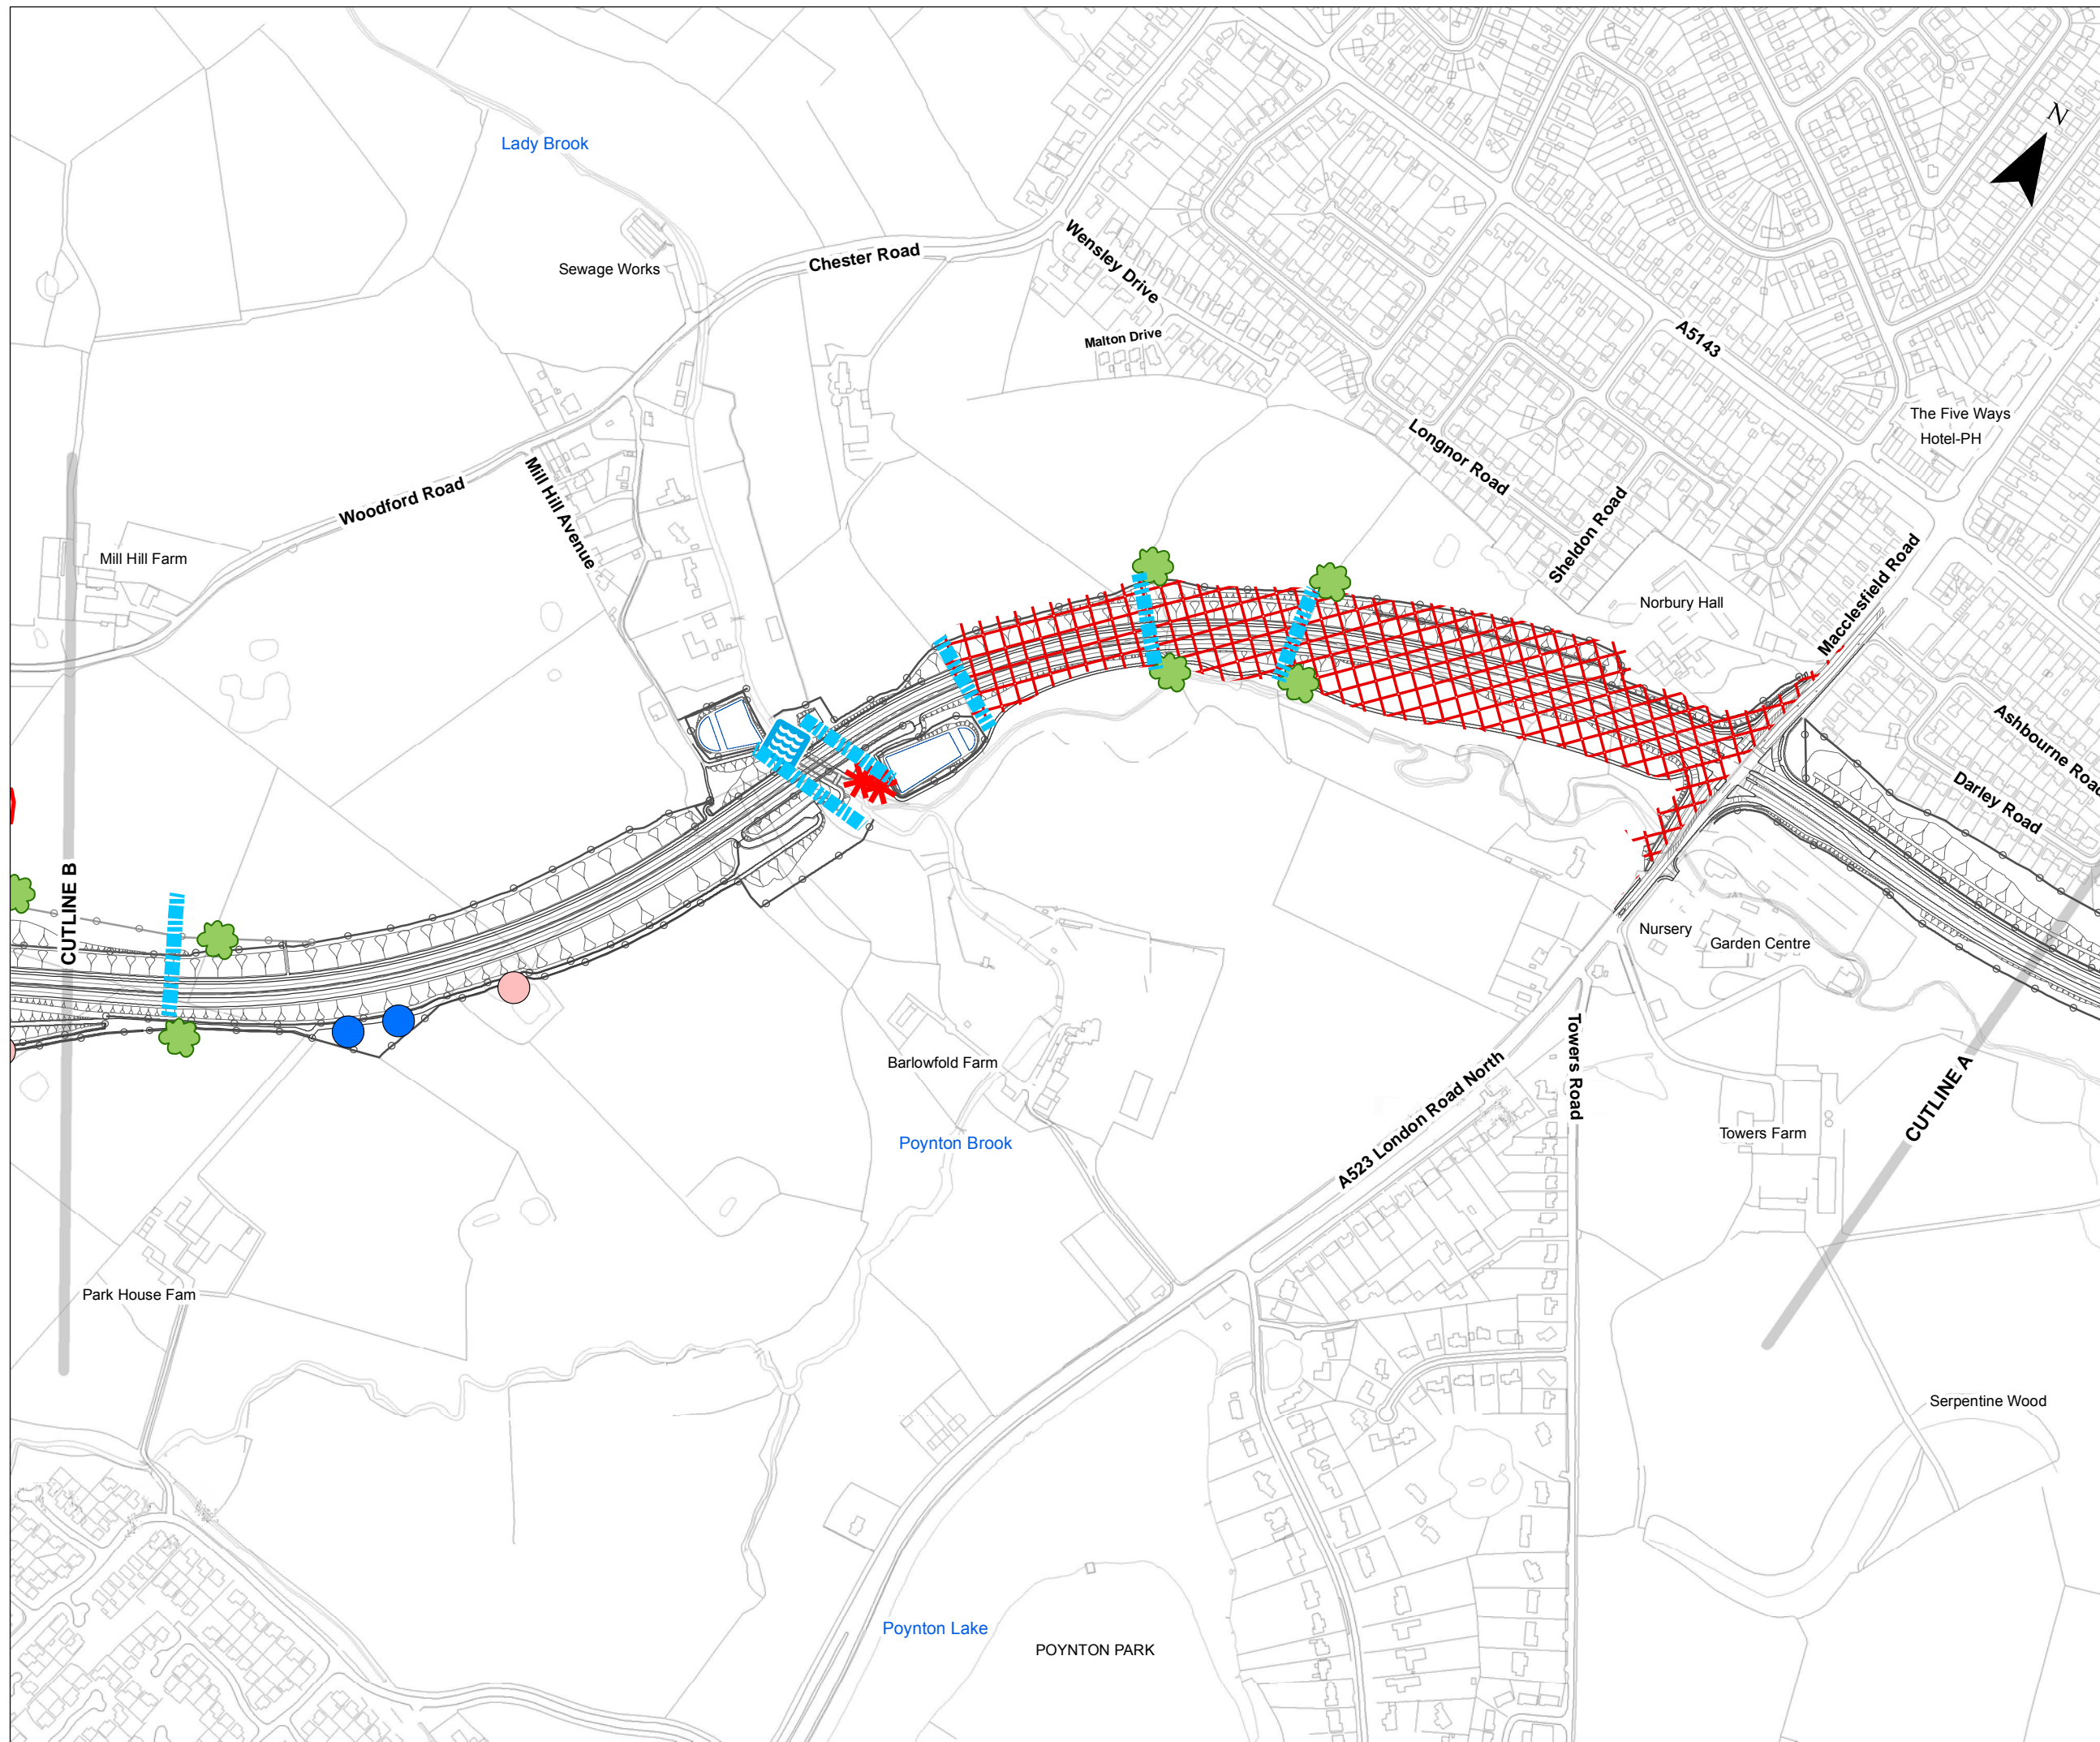 N
Lady Brook
Sewage Works
Chester Road
Wensley Drive
Malton Drive
A5143
The Five Ways
Hotel-PH
Longnor Road
Woodford Road
Mill Hill Avenue
Sheldon Road
Mill Hill Farm
Norbury Hall
Macclesfield Road
Ashbourne Roa
Darley Road
CUTLINE B
Nursery
Garden Centre
Barlowfold Farm
Towers Road
A523 London Road North
CUTLINE A
Towers Farm
Poynton Brook
Park House Fam
Serpentine Wood
Poynton Lake
POYNTON PARK